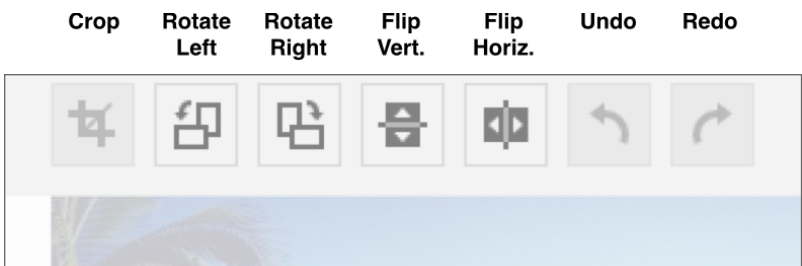 Crop Rotate Rotate Flip Flip Undo Redo
Left Right Vert. Horiz.